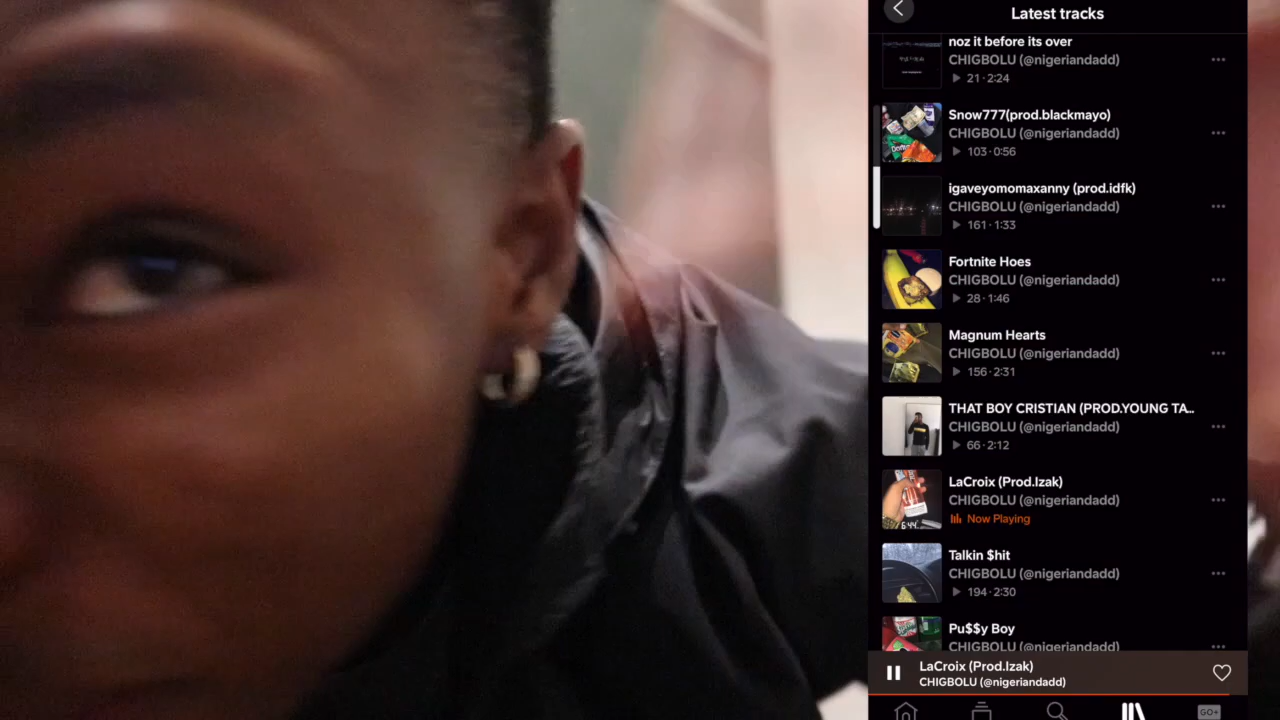 Latest tracks
noz it before its over
CHIGBOLU (@nigeriandadd)
21 · 2:24
Snow777(prod.blackmayo)
CHIGBOLU (@nigeriandadd)
103 · 0:56
igaveyomomaxanny (prod.idfk)
CHIGBOLU (@nigeriandadd)
161 · 1:33
Fortnite Hoes
CHIGBOLU (@nigeriandadd)
28 · 1:46
Magnum Hearts
CHIGBOLU (@nigeriandadd)
156 · 2:31
THAT BOY CRISTIAN (PROD.YOUNG TA...
CHIGBOLU (@nigeriandadd)
66 · 2:12
LaCroix (Prod.Izak)
CHIGBOLU (@nigeriandadd)
Now Playing
Talkin $hit
CHIGBOLU (@nigeriandadd)
194 · 2:30
Pu$$y Boy
CHIGBOLU (@nigeriandadd)
LaCroix (Prod.Izak)
CHIGBOLU (@nigeriandadd)
GO+